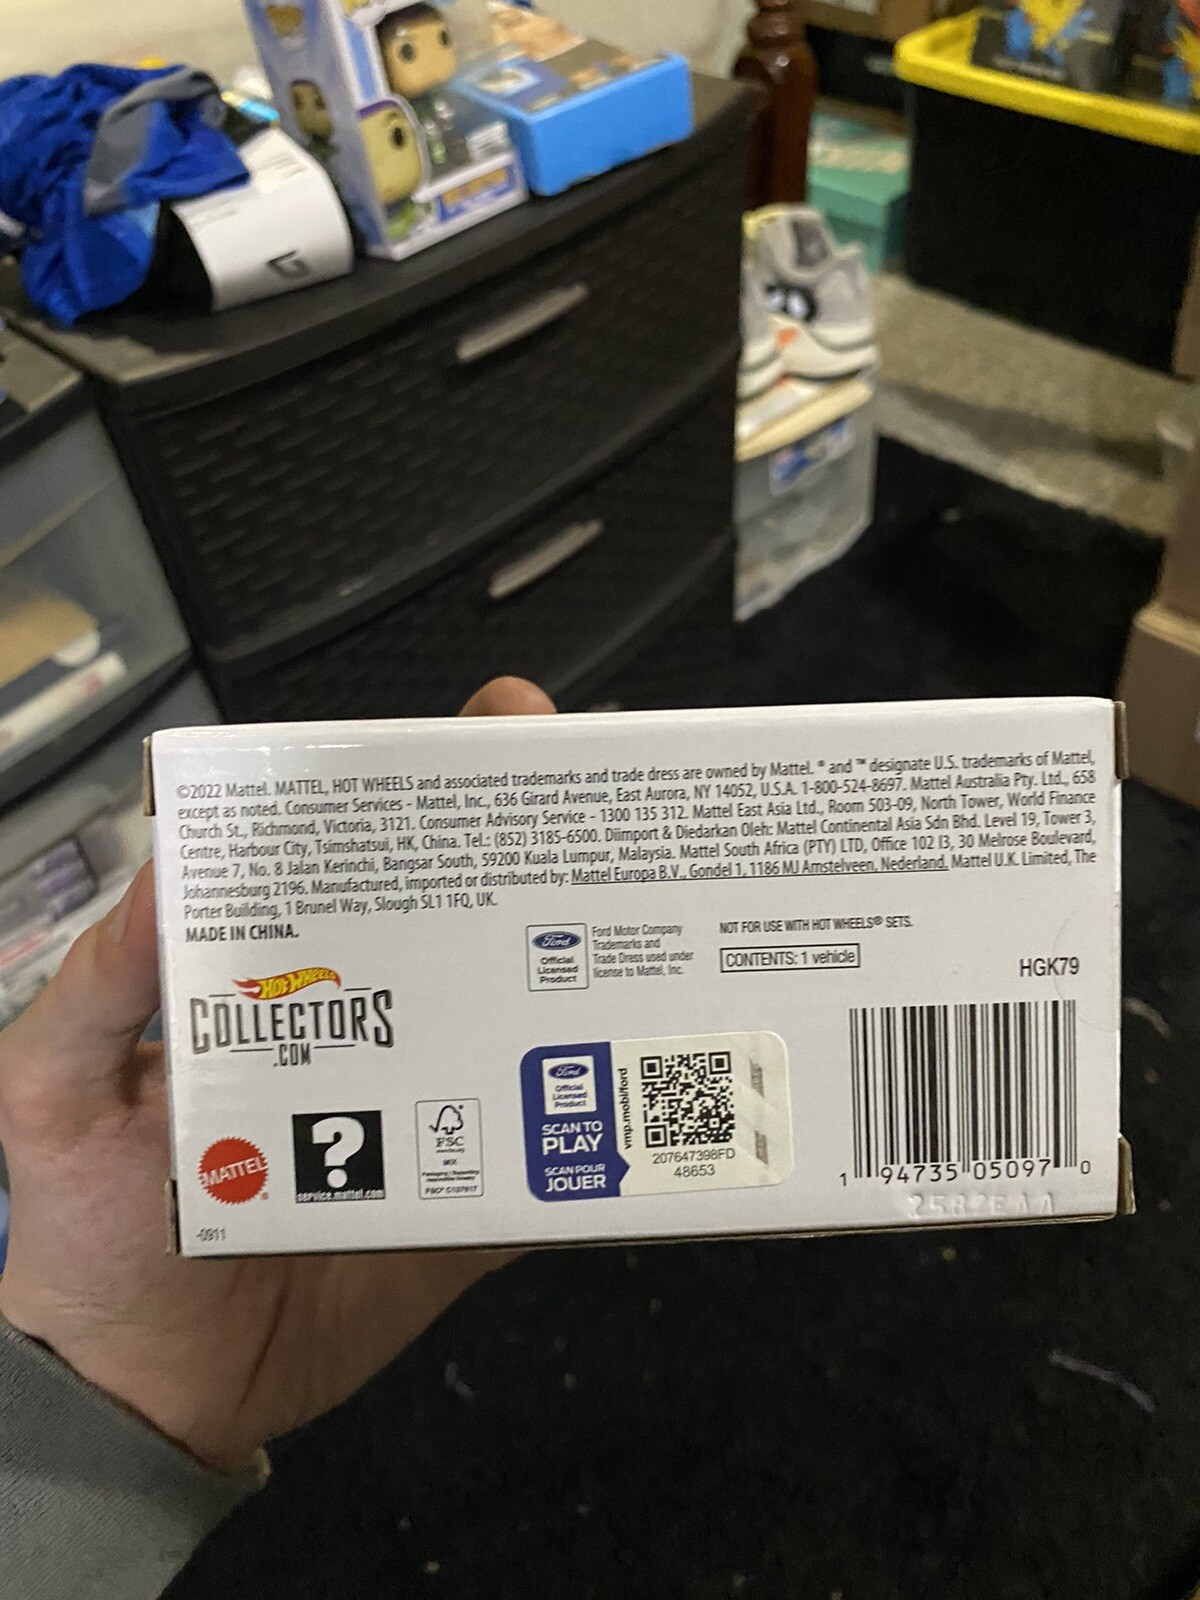 ©2022 Mattel. MATTEL, HOT WHEELS and associated trademarks and trade dress are owned by Mattel. ® and ™ designate U.S. trademarks of Mattel,
except as noted. Consumer Services - Mattel, Inc., 636 Girard Avenue, East Aurora, NY 14052, U.S.A. 1-800-524-8697. Mattel Australia Pty. Ltd., 658
Church St., Richmond, Victoria, 3121. Consumer Advisory Service - 1300 135 312. Mattel East Asia Ltd., Room 503-09, North Tower, World Finance
Centre, Harbour City, Tsimshatsui, HK, China. Tel.: (852) 3185-6500. Diimport & Diedarkan Oleh: Mattel Continental Asia Sdn Bhd. Level 19, Tower 3,
Avenue 7, No. 8 Jalan Kerinchi, Bangsar South, 59200 Kuala Lumpur, Malaysia. Mattel South Africa (PTY) LTD, Office 102 I3, 30 Melrose Boulevard,
Johannesburg 2196. Manufactured, imported or distributed by: Mattel Europa B.V., Gondel 1, 1186 MJ Amstelveen, Nederland. Mattel U.K. Limited, The
Porter Building, 1 Brunel Way, Slough SL1 1FQ, UK.
MADE IN CHINA.
Ford
Official
Licensed
Product
Ford Motor Company
Trademarks and
Trade Dress used under
license to Mattel, Inc.
NOT FOR USE WITH HOT WHEELS® SETS.
CONTENTS: 1 vehicle
HGK79
HOT WHEELS
COLLECTORS
.COM
Ford
Official
Licensed
Product
SCAN TO
PLAY
SCAN POUR
JOUER
vmp.mobi/ford
207647398FD
48653
1 94735 05097 0
MATTEL
®
?
service.mattel.com
FSC
MIX
-0911